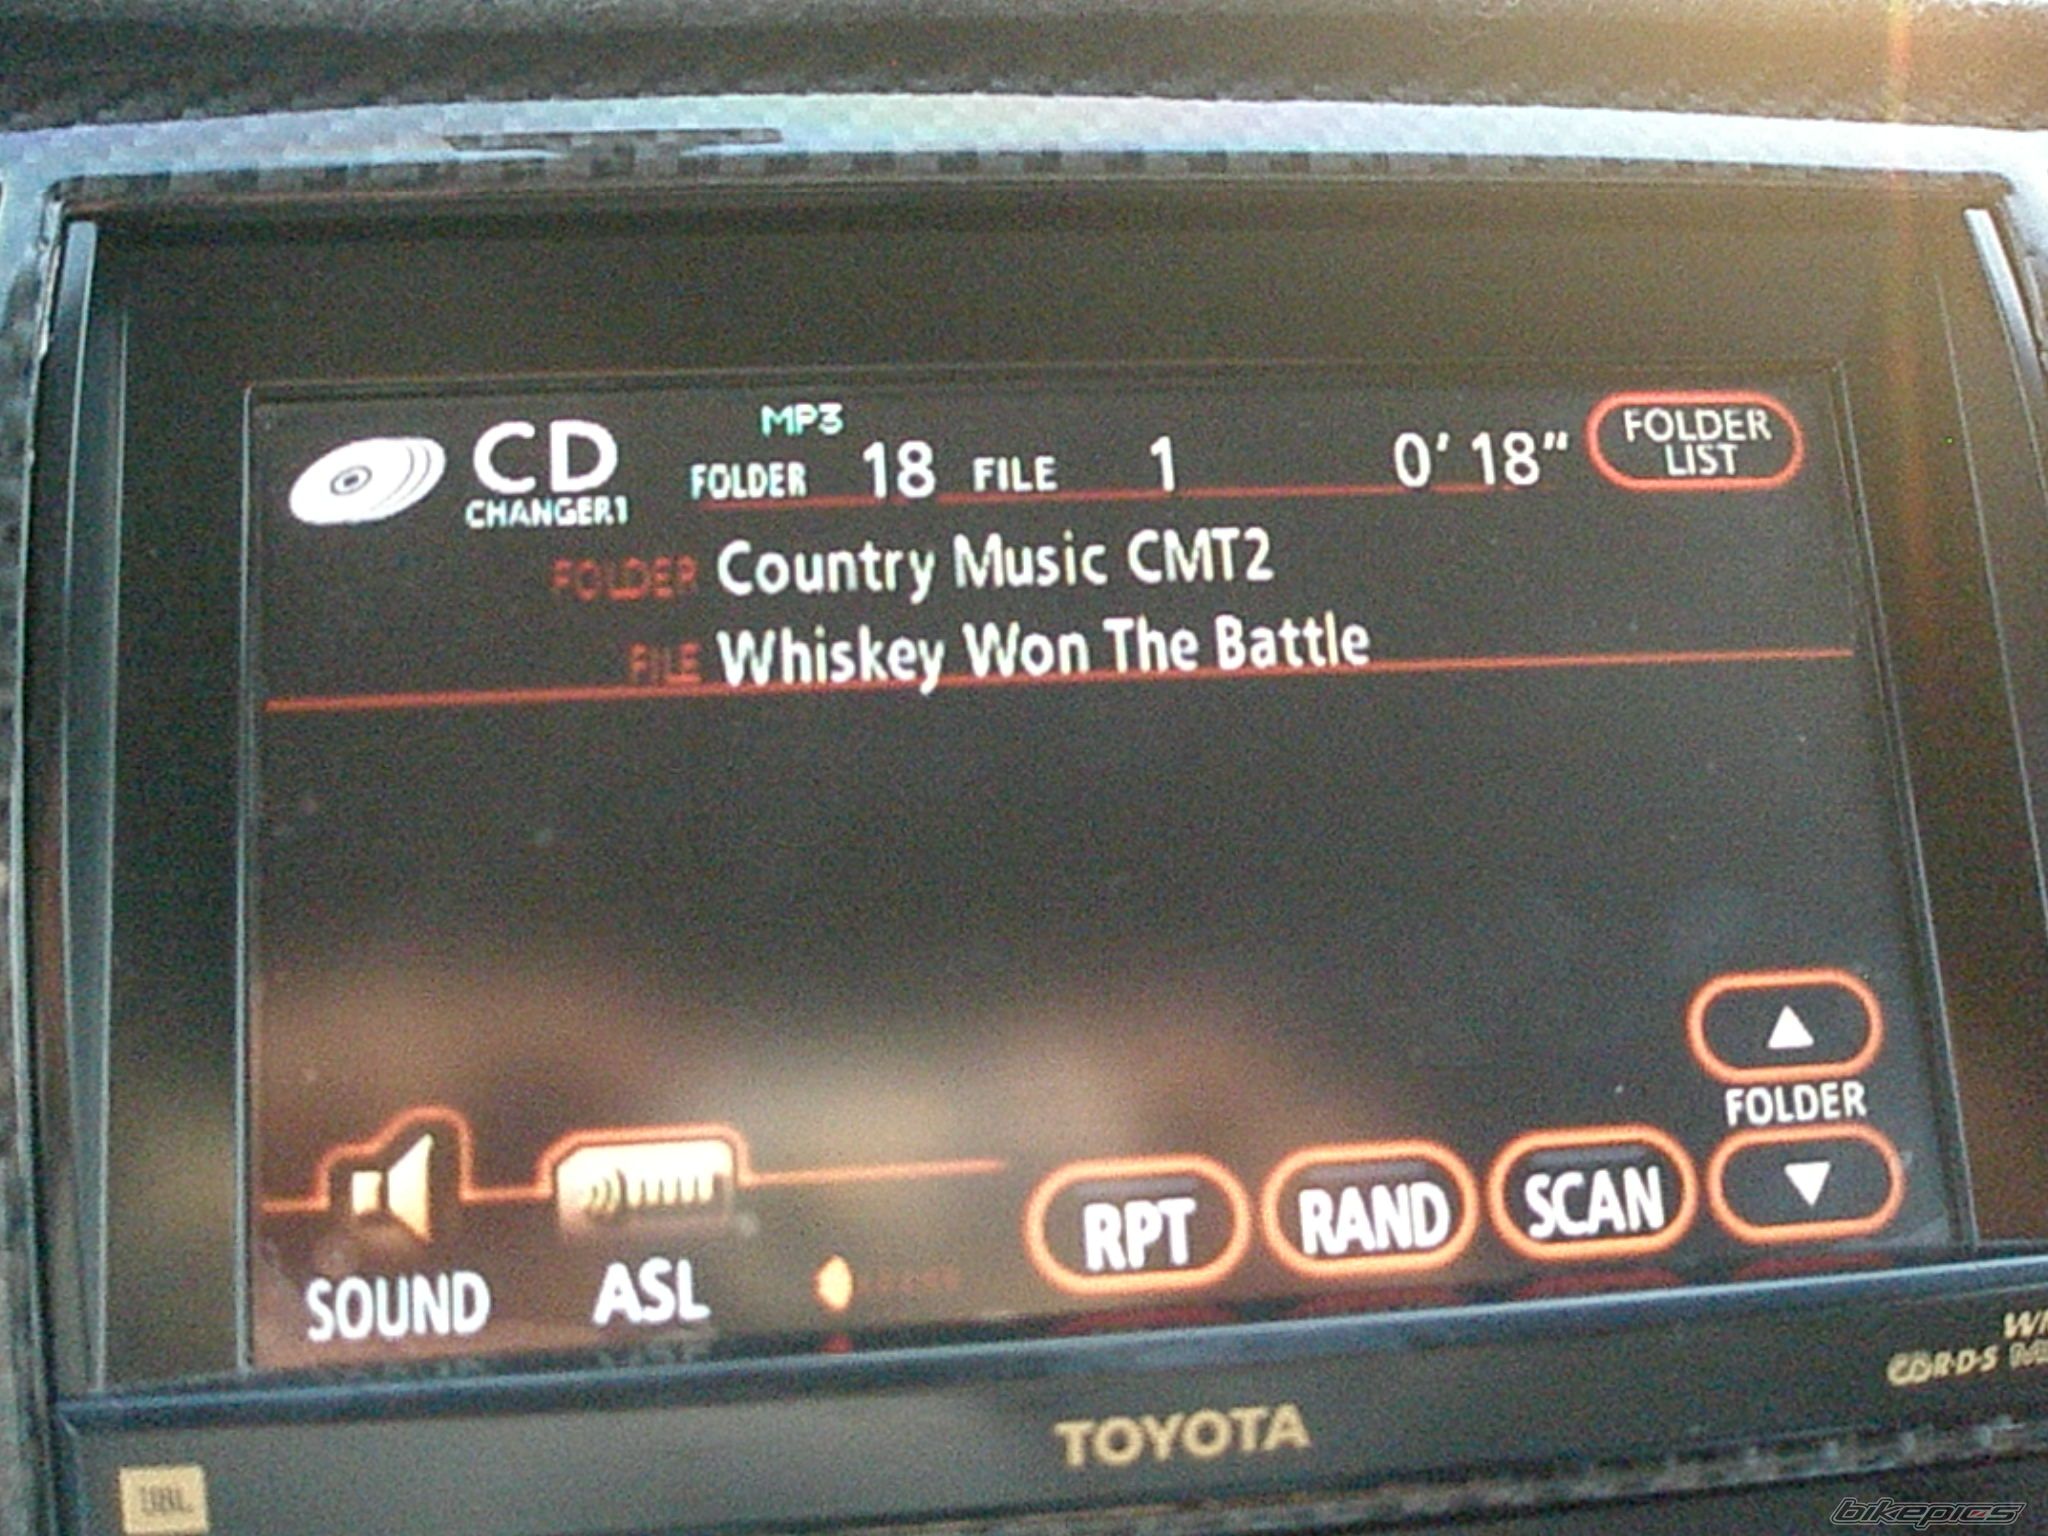 MP3
CD FOLDER 18 FILE 1 0'18" FOLDER LIST
CHANGER1
FOLDER Country Music CMT2
FILE Whiskey Won The Battle
FOLDER
RPT RAND SCAN
SOUND ASL
TOYOTA
JBL
bikepics